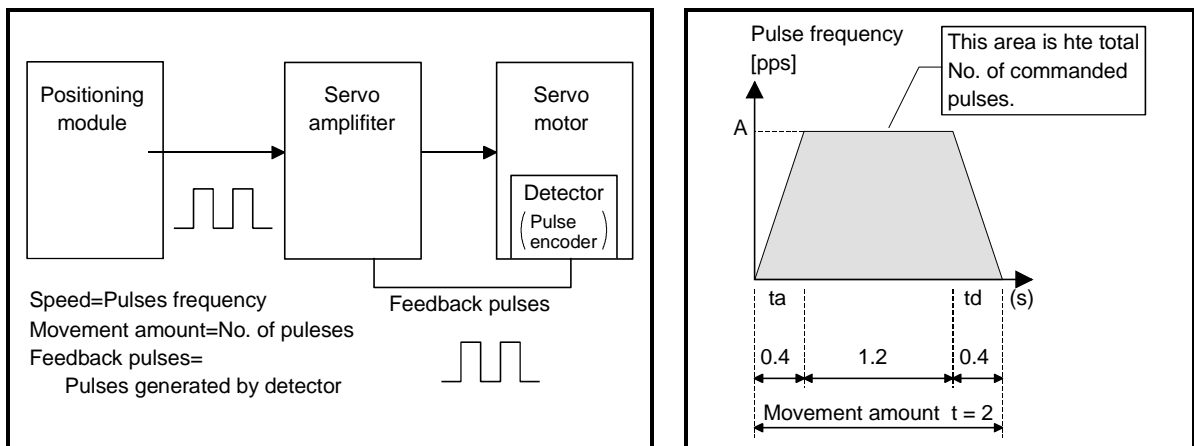 Positioning
module
Servo
amplifiter
Servo
motor
Detector
(Pulse
encoder)
Feedback pulses
Speed=Pulses frequency
Movement amount=No. of puleses
Feedback pulses=
Pulses generated by detector
Pulse frequency
[pps]
This area is hte total
No. of commanded
pulses.
A
ta
td
(s)
0.4
1.2
0.4
Movement amount t = 2